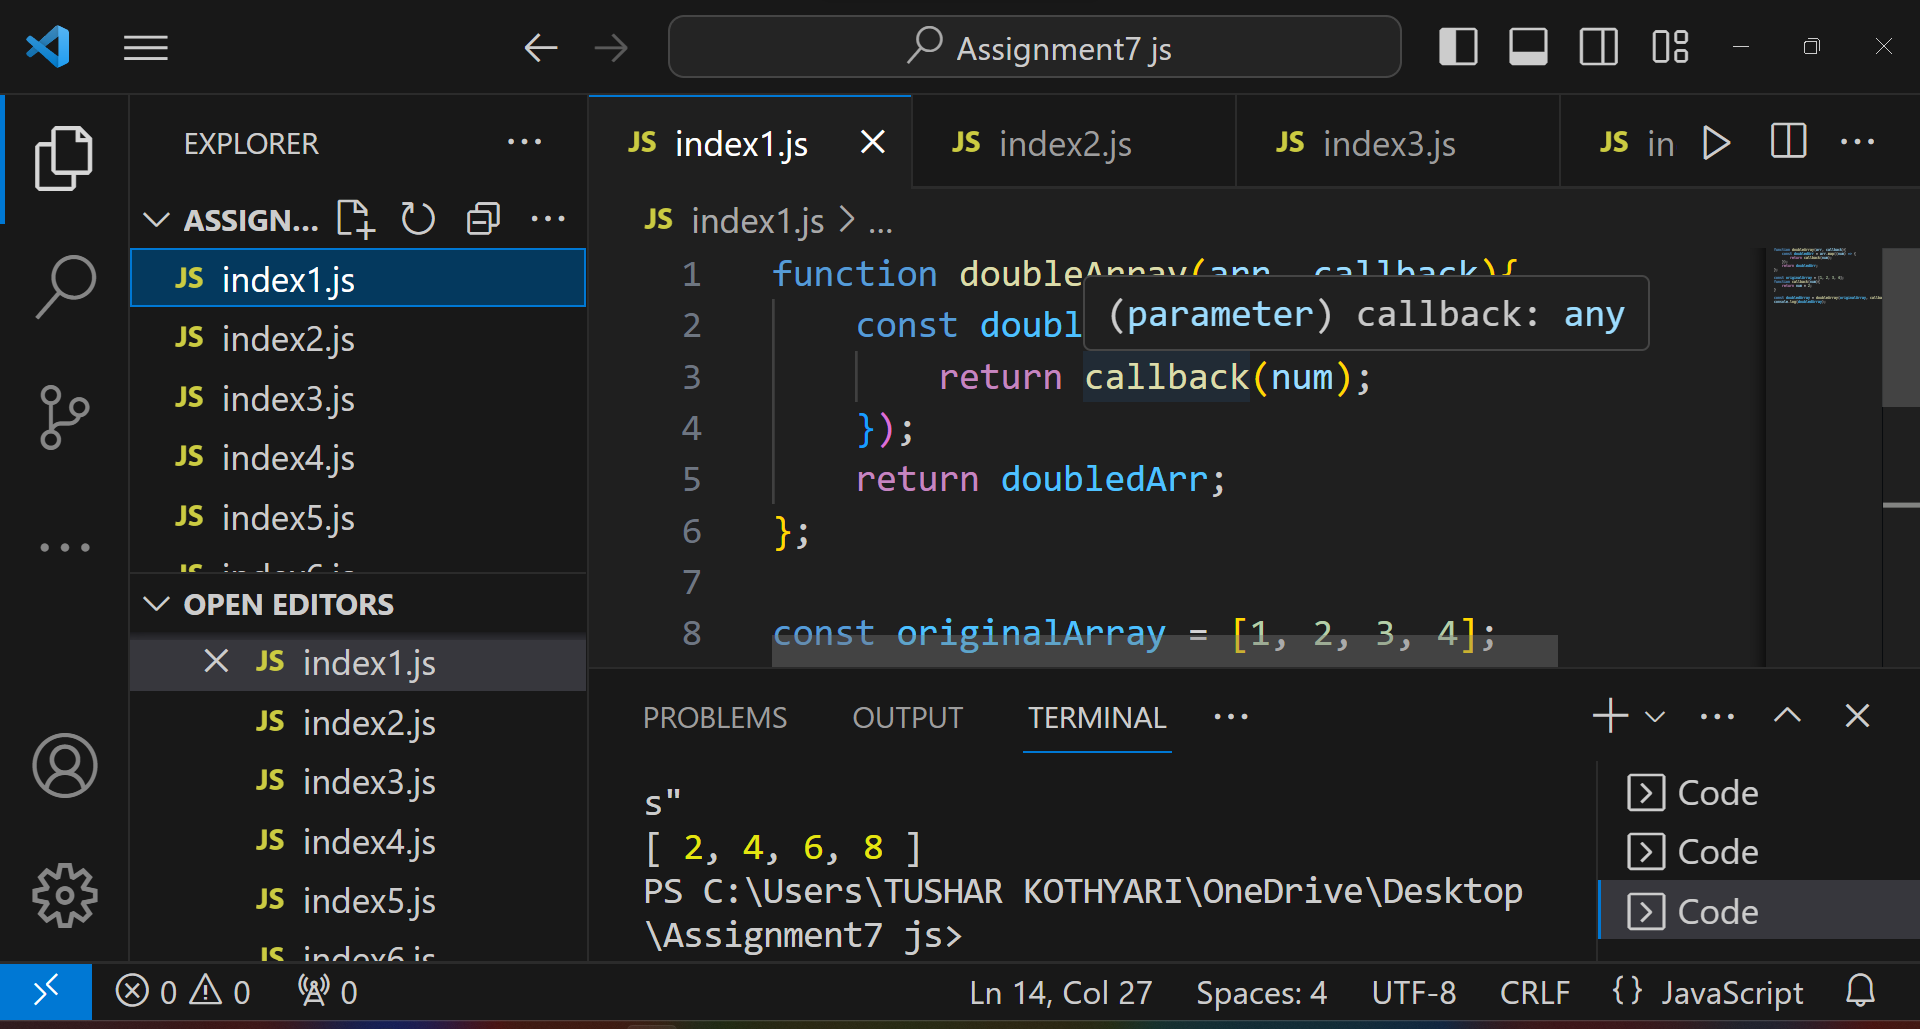 Assignment7 js
EXPLORER
ASSIGN...
JS index1.js
JS index2.js
JS index3.js
JS index4.js
JS index5.js
OPEN EDITORS
JS index1.js
JS index2.js
JS index3.js
JS index4.js
JS index5.js
JS index6.js
JS index1.js
JS index2.js
JS index3.js
JS in
JS index1.js > ...
1 function doubleArray(arr, callback){
(parameter) callback: any
2 const doubl
3 return callback(num);
4 });
5 return doubledArr;
6 };
7
8 const originalArray = [1, 2, 3, 4];
PROBLEMS OUTPUT TERMINAL
s"
[ 2, 4, 6, 8 ]
PS C:\Users\TUSHAR KOTHYARI\OneDrive\Desktop
\Assignment7 js>
Code
Code
Code
0 0 0 Ln 14, Col 27 Spaces: 4 UTF-8 CRLF {} JavaScript